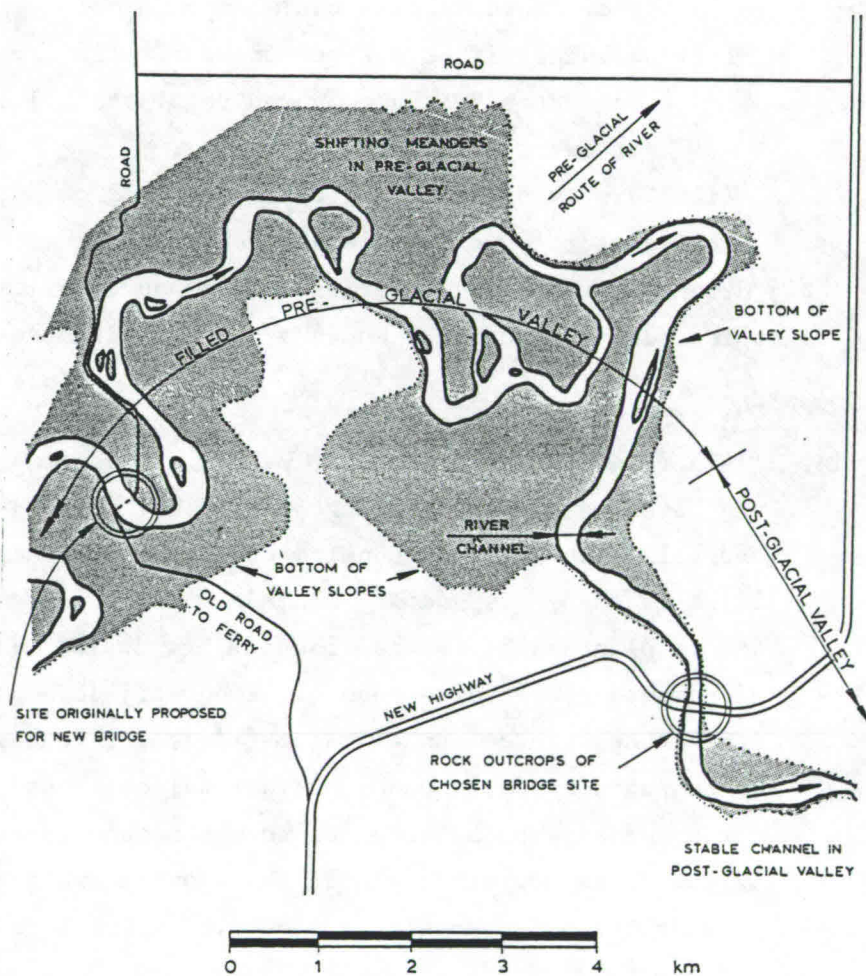 ROAD
ROAD
SHIFTING MEANDERS
IN PRE-GLACIAL
VALLEY
PRE-GLACIAL
ROUTE OF RIVER
FILLED PRE- GLACIAL VALLEY
BOTTOM OF
VALLEY SLOPE
POST-GLACIAL VALLEY
RIVER
CHANNEL
BOTTOM OF
VALLEY SLOPES
OLD ROAD
TO FERRY
SITE ORIGINALLY PROPOSED
FOR NEW BRIDGE
NEW HIGHWAY
ROCK OUTCROPS OF
CHOSEN BRIDGE SITE
STABLE CHANNEL IN
POST-GLACIAL VALLEY
0 1 2 3 4 km